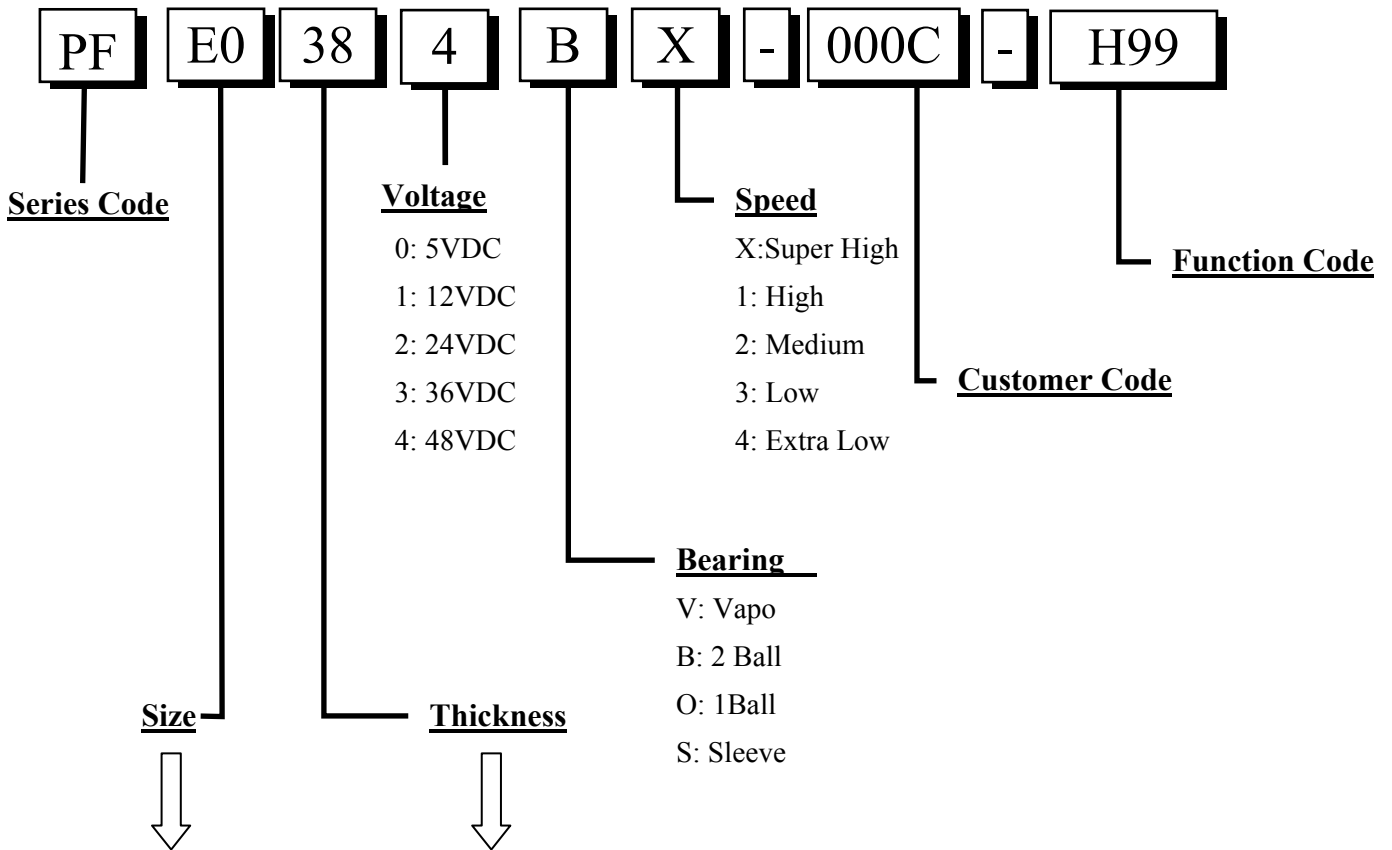 PF E0 38 4 B X - 000C - H99
Series Code
Voltage
0: 5VDC
1: 12VDC
2: 24VDC
3: 36VDC
4: 48VDC
Speed
X:Super High
1: High
2: Medium
3: Low
4: Extra Low
Function Code
Customer Code
Bearing
V: Vapo
B: 2 Ball
O: 1Ball
S: Sleeve
Size
Thickness